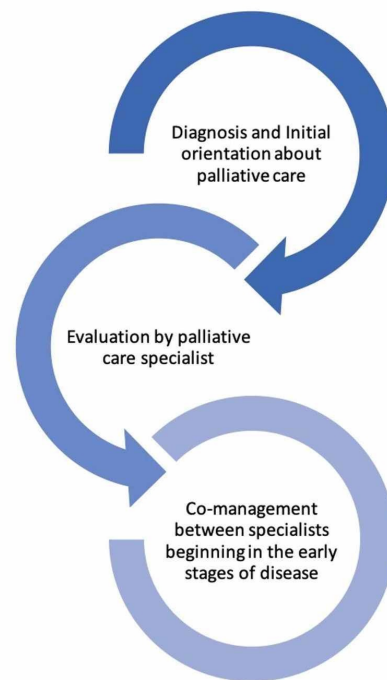 Diagnosis and Initial
orientation about
palliative care
Evaluation by palliative
care specialist
Co-management
between specialists
beginning in the early
stages of disease